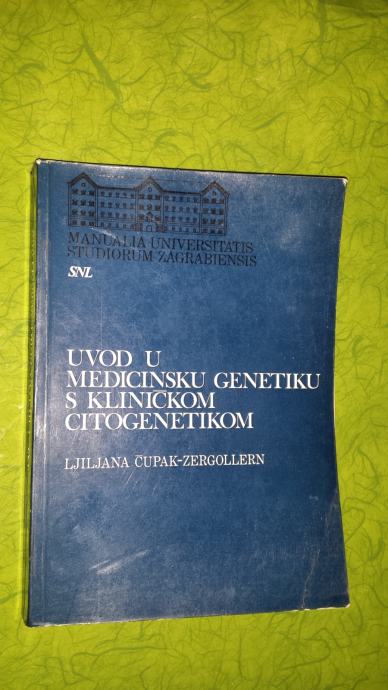 MANUALIA UNIVERSITATIS
STUDIORUM ZAGRABIENSIS
SNL
UVOD U
MEDICINSKU GENETIKU
S KLINIČKOM
CITOGENETIKOM
LJILJANA ČUPAK-ZERGOLLERN